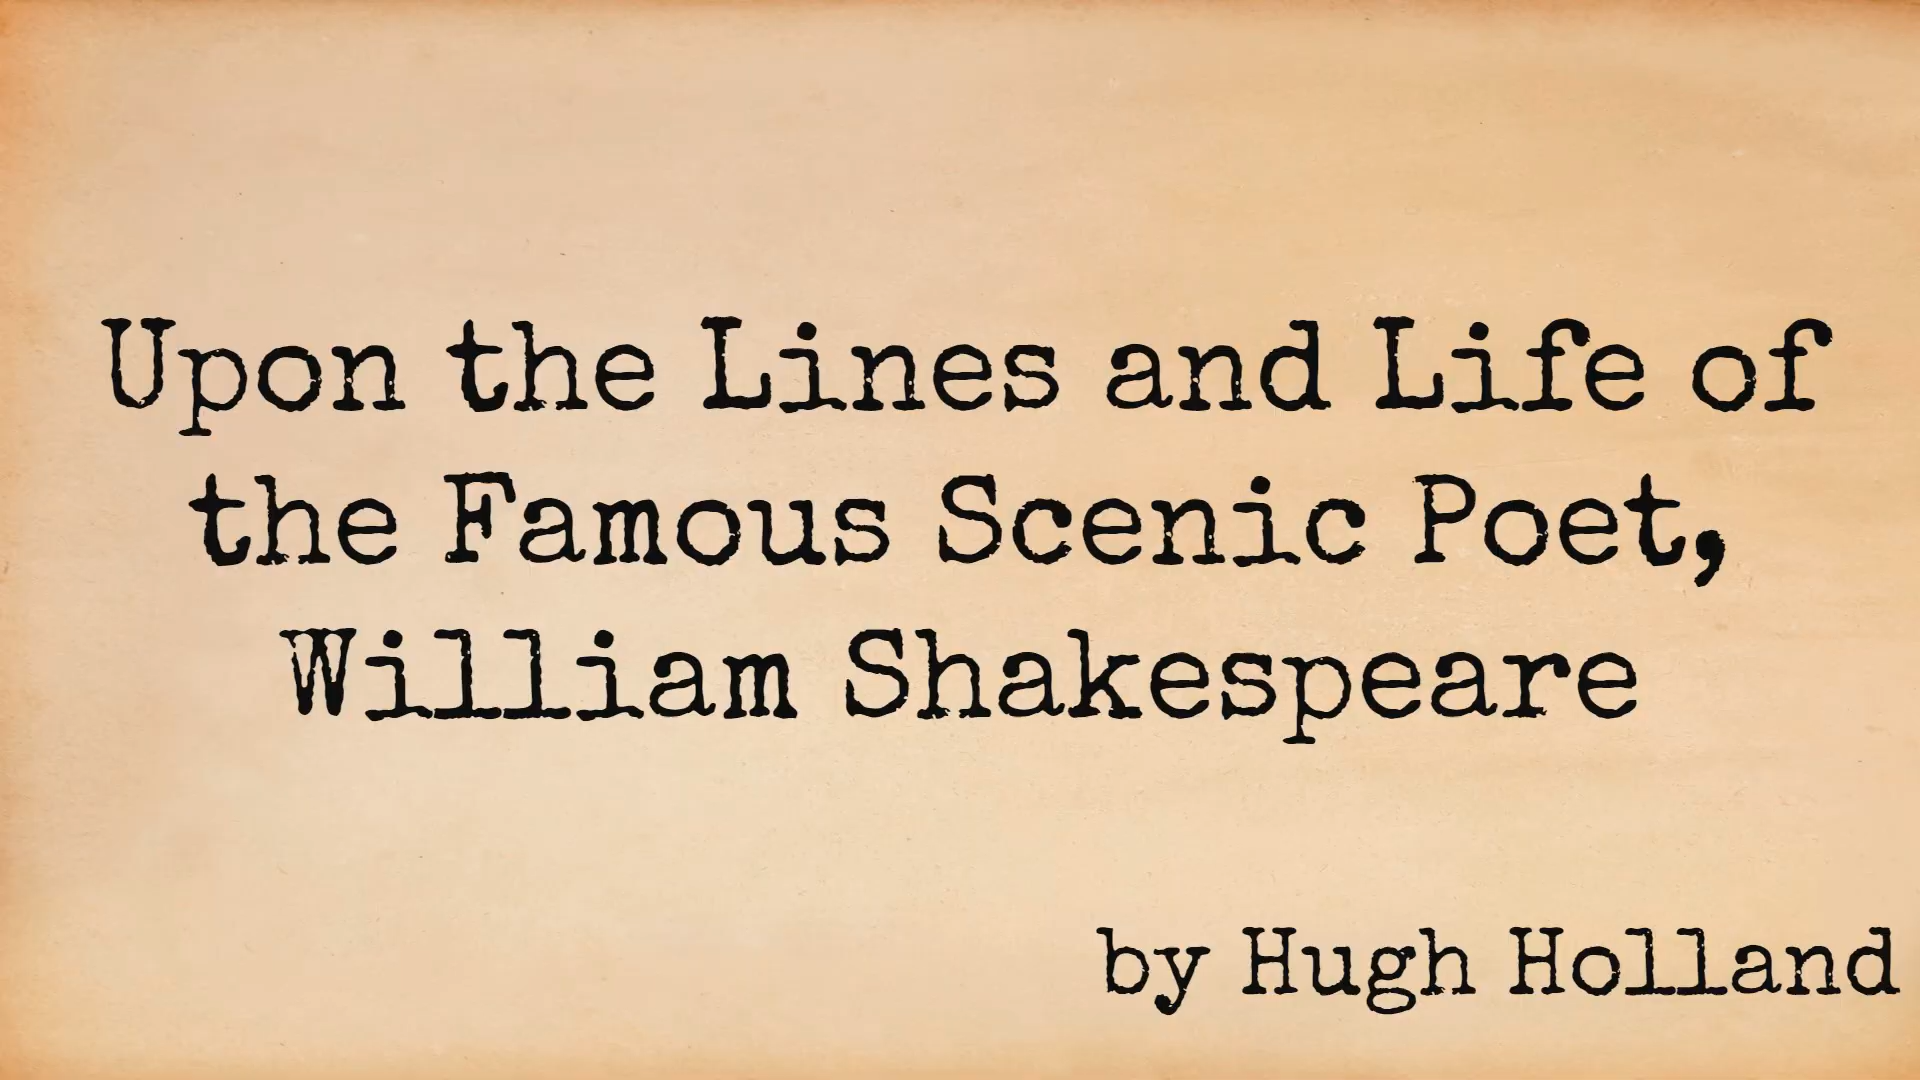 Upon the Lines and Life of
the Famous Scenic Poet,
William Shakespeare
by Hugh Holland